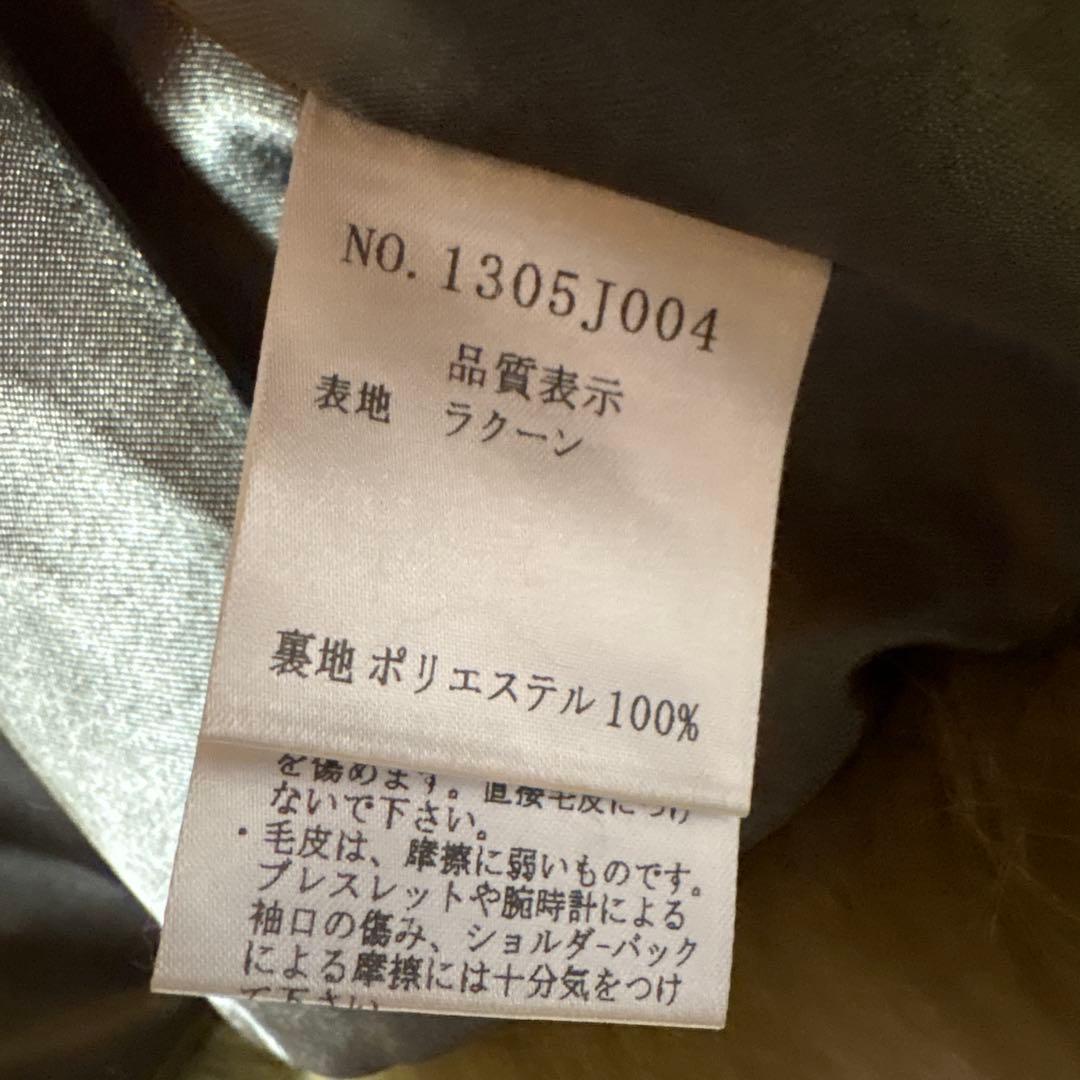 NO. 1305J004
品質表示
表地 ラクーン
裏地 ポリエステル 100%
を傷めます。直接毛皮につけ
ないで下さい。
・毛皮は、摩擦に弱いものです。
ブレスレットや腕時計による
袖口の傷み、ショルダーバック
による摩擦には十分気をつけ
て下さい